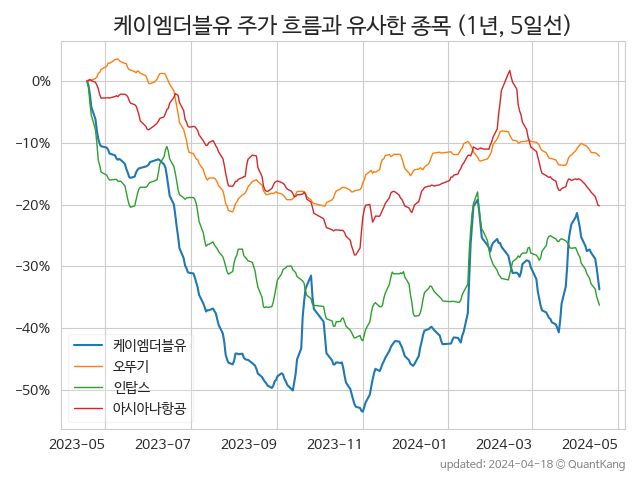 케이엠더블유 주가 흐름과 유사한 종목 (1년, 5일선)
0%
−10%
−20%
−30%
−40%
−50%
케이엠더블유
오뚜기
인탑스
아시아나항공
2023-05
2023-07
2023-09
2023-11
2024-01
2024-03
2024-05
updated: 2024-04-18 © QuantKang